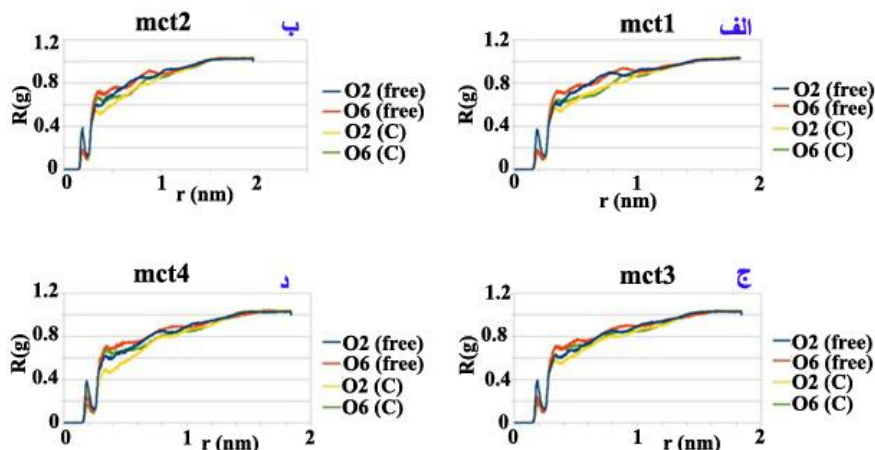 mct2 ب
R(g)
1.2
0.8
0.4
0
0 1 2
r (nm)
O2 (free)
O6 (free)
O2 (C)
O6 (C)
mct1 الف
R(g)
1.2
0.8
0.4
0
0 1 2
r (nm)
O2 (free)
O6 (free)
O2 (C)
O6 (C)
mct4 د
R(g)
1.2
0.8
0.4
0
0 1 2
r (nm)
O2 (free)
O6 (free)
O2 (C)
O6 (C)
mct3 ج
R(g)
1.2
0.8
0.4
0
0 1 2
r (nm)
O2 (free)
O6 (free)
O2 (C)
O6 (C)